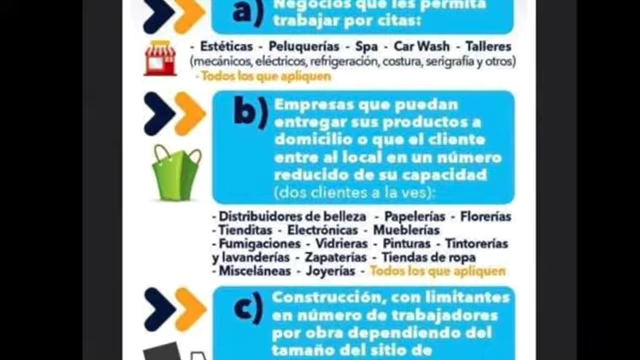 a) Negocios que les permita
trabajar por citas:
- Estéticas - Peluquerías - Spa - Car Wash - Talleres
(mecánicos, eléctricos, refrigeración, costura, serigrafia y otros)
- Todos los que apliquen
b) Empresas que puedan
entregar sus productos a
domicilio o que el cliente
entre al local en un número
reducido de su capacidad
(dos clientes a la ves):
- Distribuidores de belleza - Papelerías - Florerías
- Tienditas - Electrónicas - Mueblerías
- Fumigaciones - Vidrieras - Pinturas - Tintorerías
y lavanderías - Zapaterías - Tiendas de ropa
- Misceláneas - Joyerías - Todos los que apliquen
c) Construcción, con limitantes
en número de trabajadores
por obra dependiendo del
tamaño del sitio de